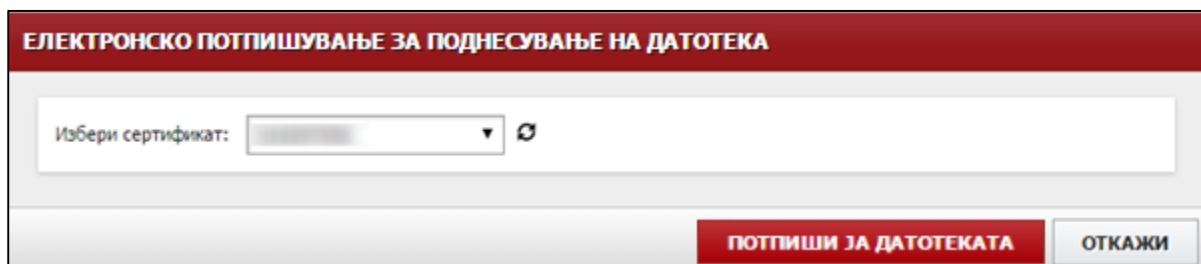 ЕЛЕКТРОНСКО ПОТПИШУВАЊЕ ЗА ПОДНЕСУВАЊЕ НА ДАТОТЕКА
Избери сертификат:
ПОТПИШИ ЈА ДАТОТЕКАТА ОТКАЖИ